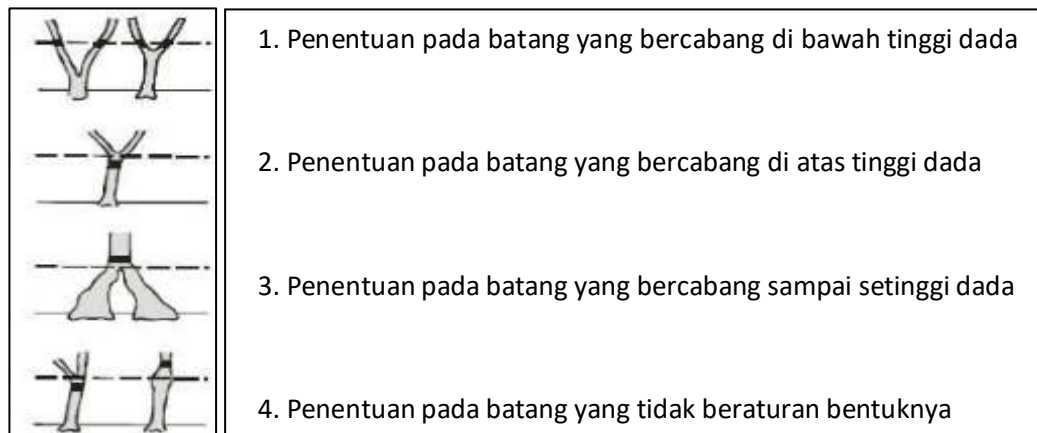 1. Penentuan pada batang yang bercabang di bawah tinggi dada
2. Penentuan pada batang yang bercabang di atas tinggi dada
3. Penentuan pada batang yang bercabang sampai setinggi dada
4. Penentuan pada batang yang tidak beraturan bentuknya